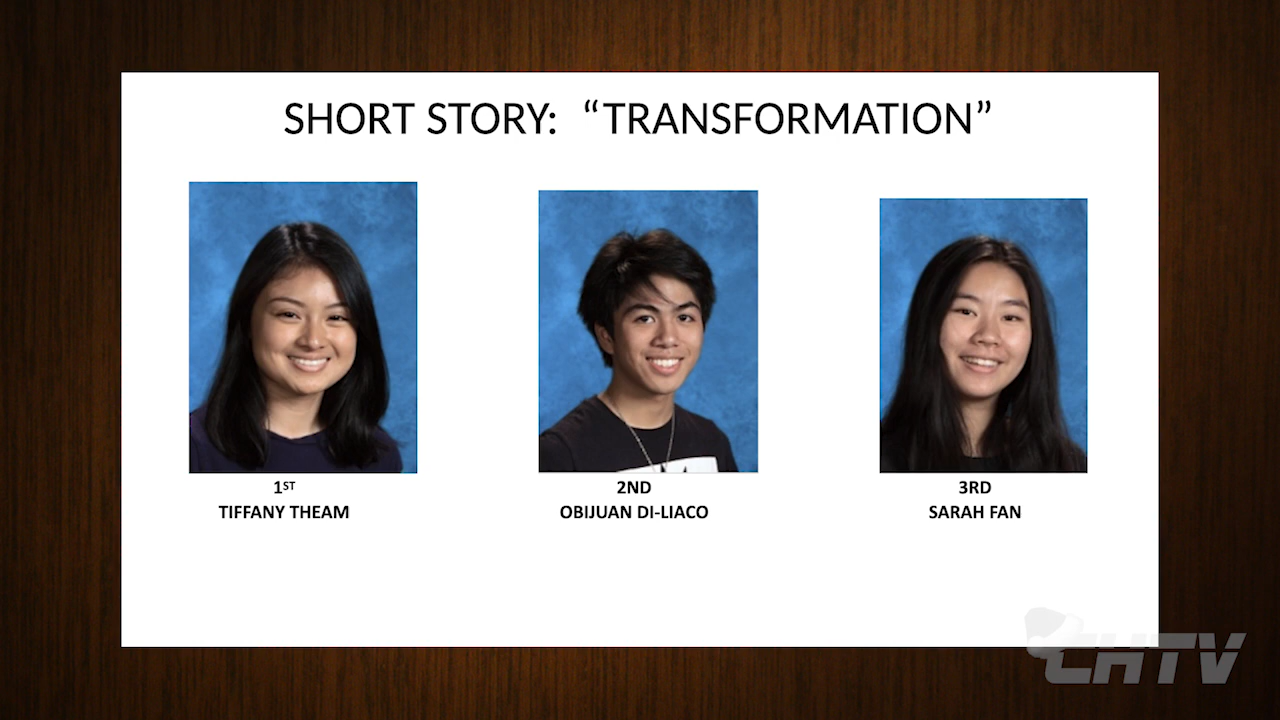 SHORT STORY:  “TRANSFORMATION”
1ST
TIFFANY THEAM
2ND
OBIJUAN DI-LIACO
3RD
SARAH FAN
CHTV